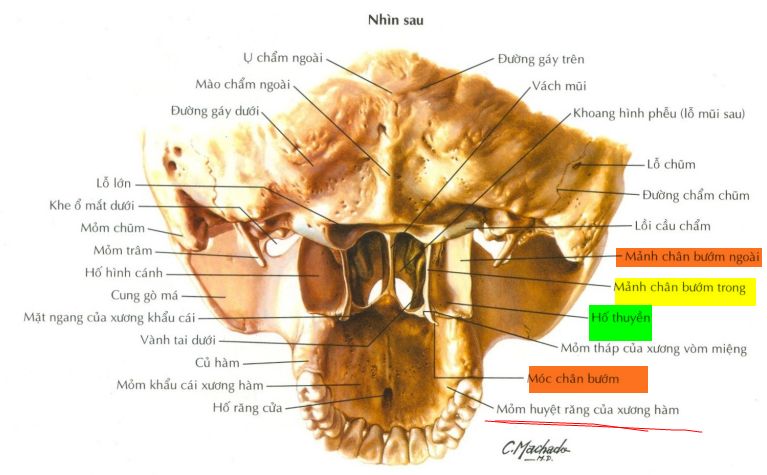 Nhìn sau
Ụ chẩm ngoài
Mào chẩm ngoài
Đường gáy dưới
Lỗ lớn
Khe ổ mắt dưới
Mỏm chũm
Mỏm trâm
Hố hình cánh
Cung gò má
Mặt ngang của xương khẩu cái
Vành tai dưới
Củ hàm
Mỏm khẩu cái xương hàm
Hố răng cửa
Đường gáy trên
Vách mũi
Khoang hình phễu (lỗ mũi sau)
Lỗ chũm
Đường chẩm chũm
Lồi cầu chẩm
Mảnh chân bướm ngoài
Mảnh chân bướm trong
Hố thuyền
Mỏm tháp của xương vòm miệng
Móc chân bướm
Mỏm huyệt răng của xương hàm
C. Machado
M.D.